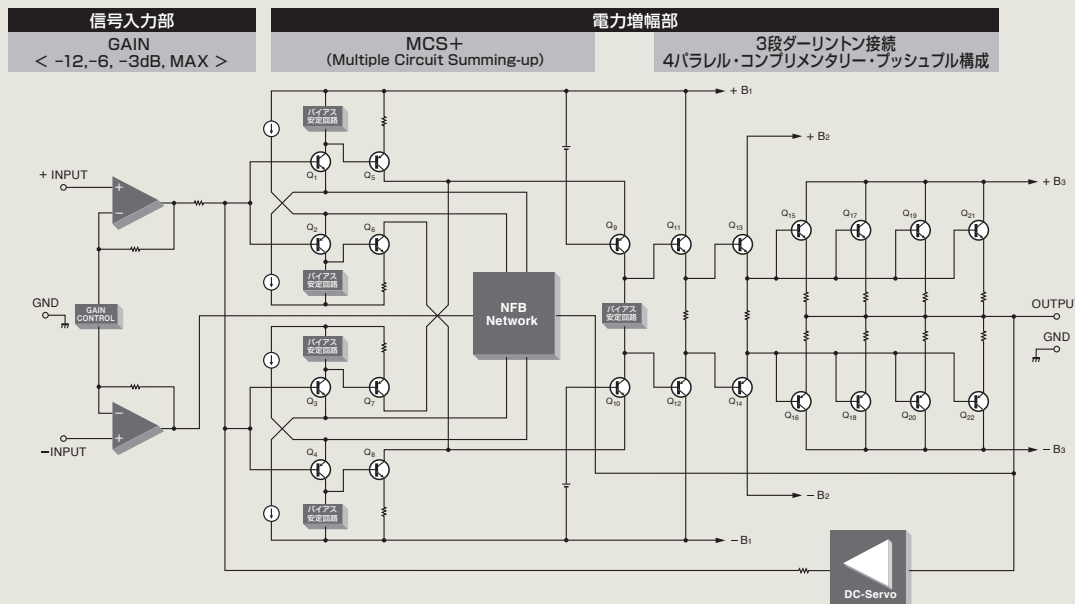 信号入力部
GAIN
< -12,-6, -3dB, MAX >
電力増幅部
MCS+
(Multiple Circuit Summing-up)
3段ダーリントン接続
4パラレル・コンプリメンタリー・プッシュプル構成
+ B1
バイアス
安定回路
Q1
Q5
+ B2
+ INPUT
+
−
+ B3
Q2
Q6
Q9
Q11
Q13
Q15
Q17
Q19
Q21
バイアス
安定回路
GND
GAIN
CONTROL
NFB
Network
バイアス
安定回路
OUTPUT
GND
バイアス
安定回路
Q3
Q7
Q10
Q12
Q14
Q16
Q18
Q20
Q22
−
+
−INPUT
Q4
Q8
− B3
− B2
バイアス
安定回路
− B1
DC-Servo